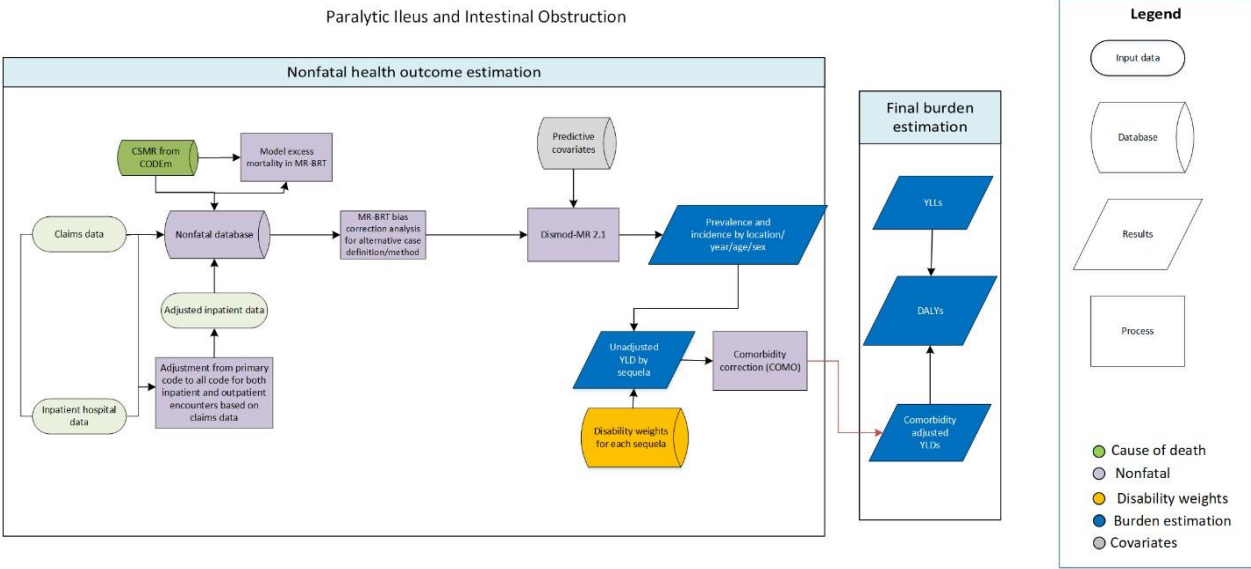 Paralytic Ileus and Intestinal Obstruction
Nonfatal health outcome estimation
CSMR from
CODEm
Model excess
mortality in MR-BRT
Predictive
covariates
Claims data
Nonfatal database
MR-BRT bias
correction analysis
for alternative case
definition/method
Dismod-MR 2.1
Prevalence and
incidence by location/
year/age/sex
Adjusted inpatient data
Adjustment from primary
code to all code for both
inpatient and outpatient
encounters based on
claims data
Inpatient hospital
data
Unadjusted
YLD by
sequela
Comorbidity
correction (COMO)
Disability weights
for each sequela
Final burden
estimation
YLLs
DALYs
Comorbidity
adjusted
YLDs
Legend
Input data
Database
Results
Process
Cause of death
Nonfatal
Disability weights
Burden estimation
Covariates